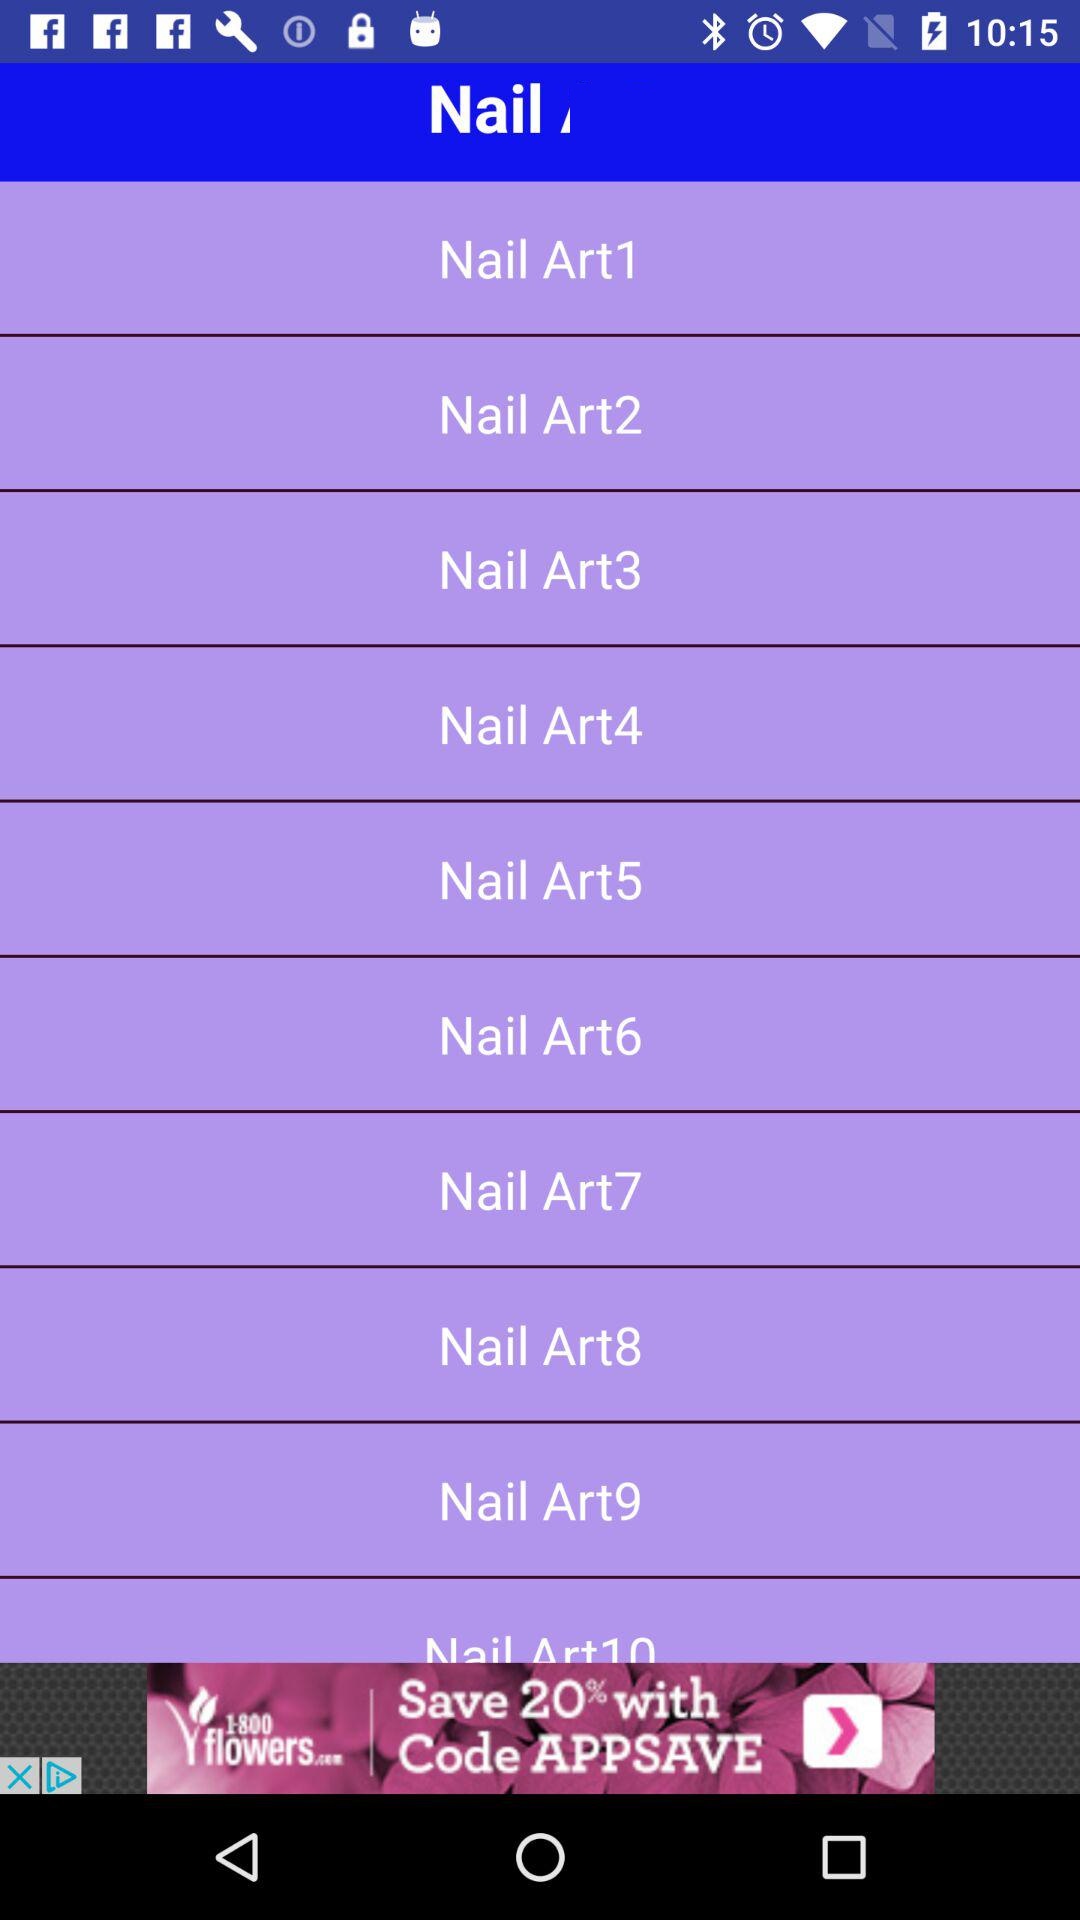 10:15
Nail
Nail Art1
Nail Art2
Nail Art3
Nail Art4
Nail Art5
Nail Art6
Nail Art7
Nail Art8
Nail Art9
Nail Art10
1-800
flowers.com
Save 20% with
Code APPSAVE